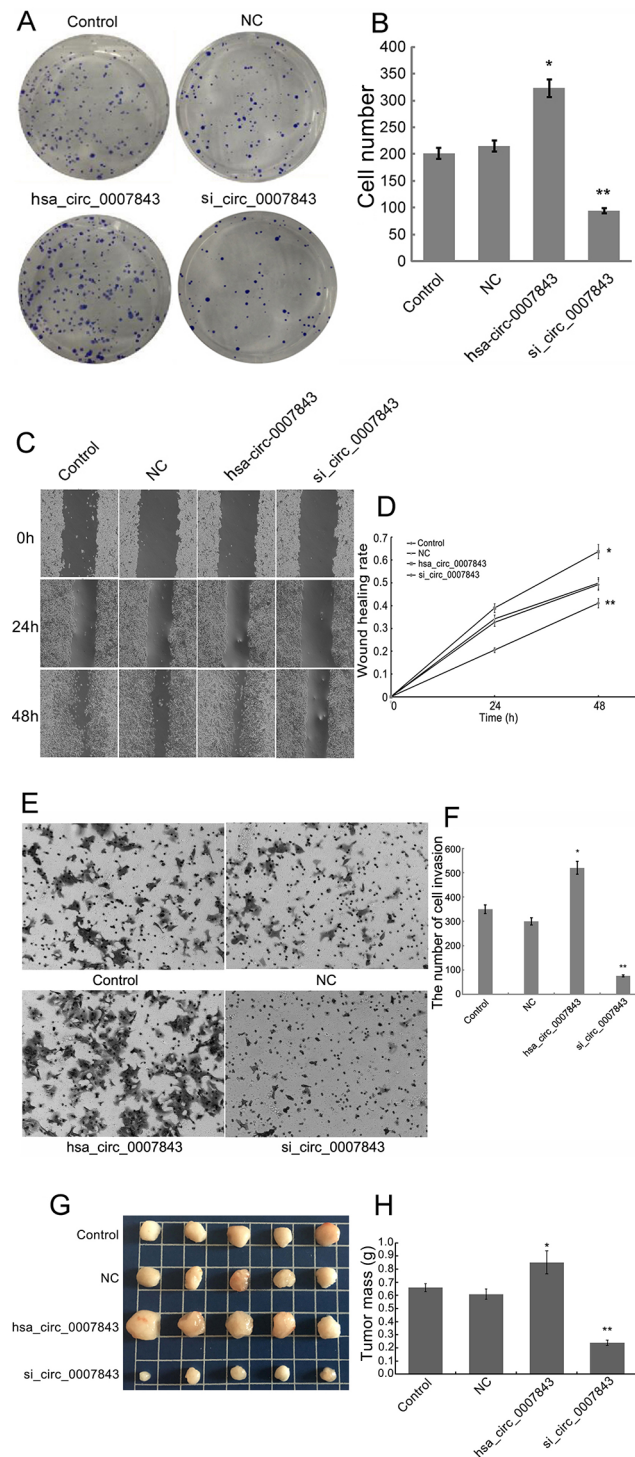 A
Control
NC
hsa_circ_0007843
si_circ_0007843
B
Cell number
400
350
300
250
200
150
100
50
0
*
**
Control
NC
hsa-circ-0007843
si_circ_0007843
C
Control
NC
hsa-circ-0007843
si_circ_0007843
0h
24h
48h
D
Wound healing rate
0.7
0.6
0.5
0.4
0.3
0.2
0.1
0
Control
NC
hsa_circ_0007843
si_circ_0007843
*
**
0
24
48
Time (h)
E
Control
NC
hsa_circ_0007843
si_circ_0007843
F
The number of cell invasion
600
500
400
300
200
100
0
*
**
Control
NC
hsa_circ_0007843
si_circ_0007843
G
Control
NC
hsa_circ_0007843
si_circ_0007843
H
Tumor mass (g)
1.0
0.9
0.8
0.7
0.6
0.5
0.4
0.3
0.2
0.1
0.0
*
**
Control
NC
hsa_circ_0007843
si_circ_0007843